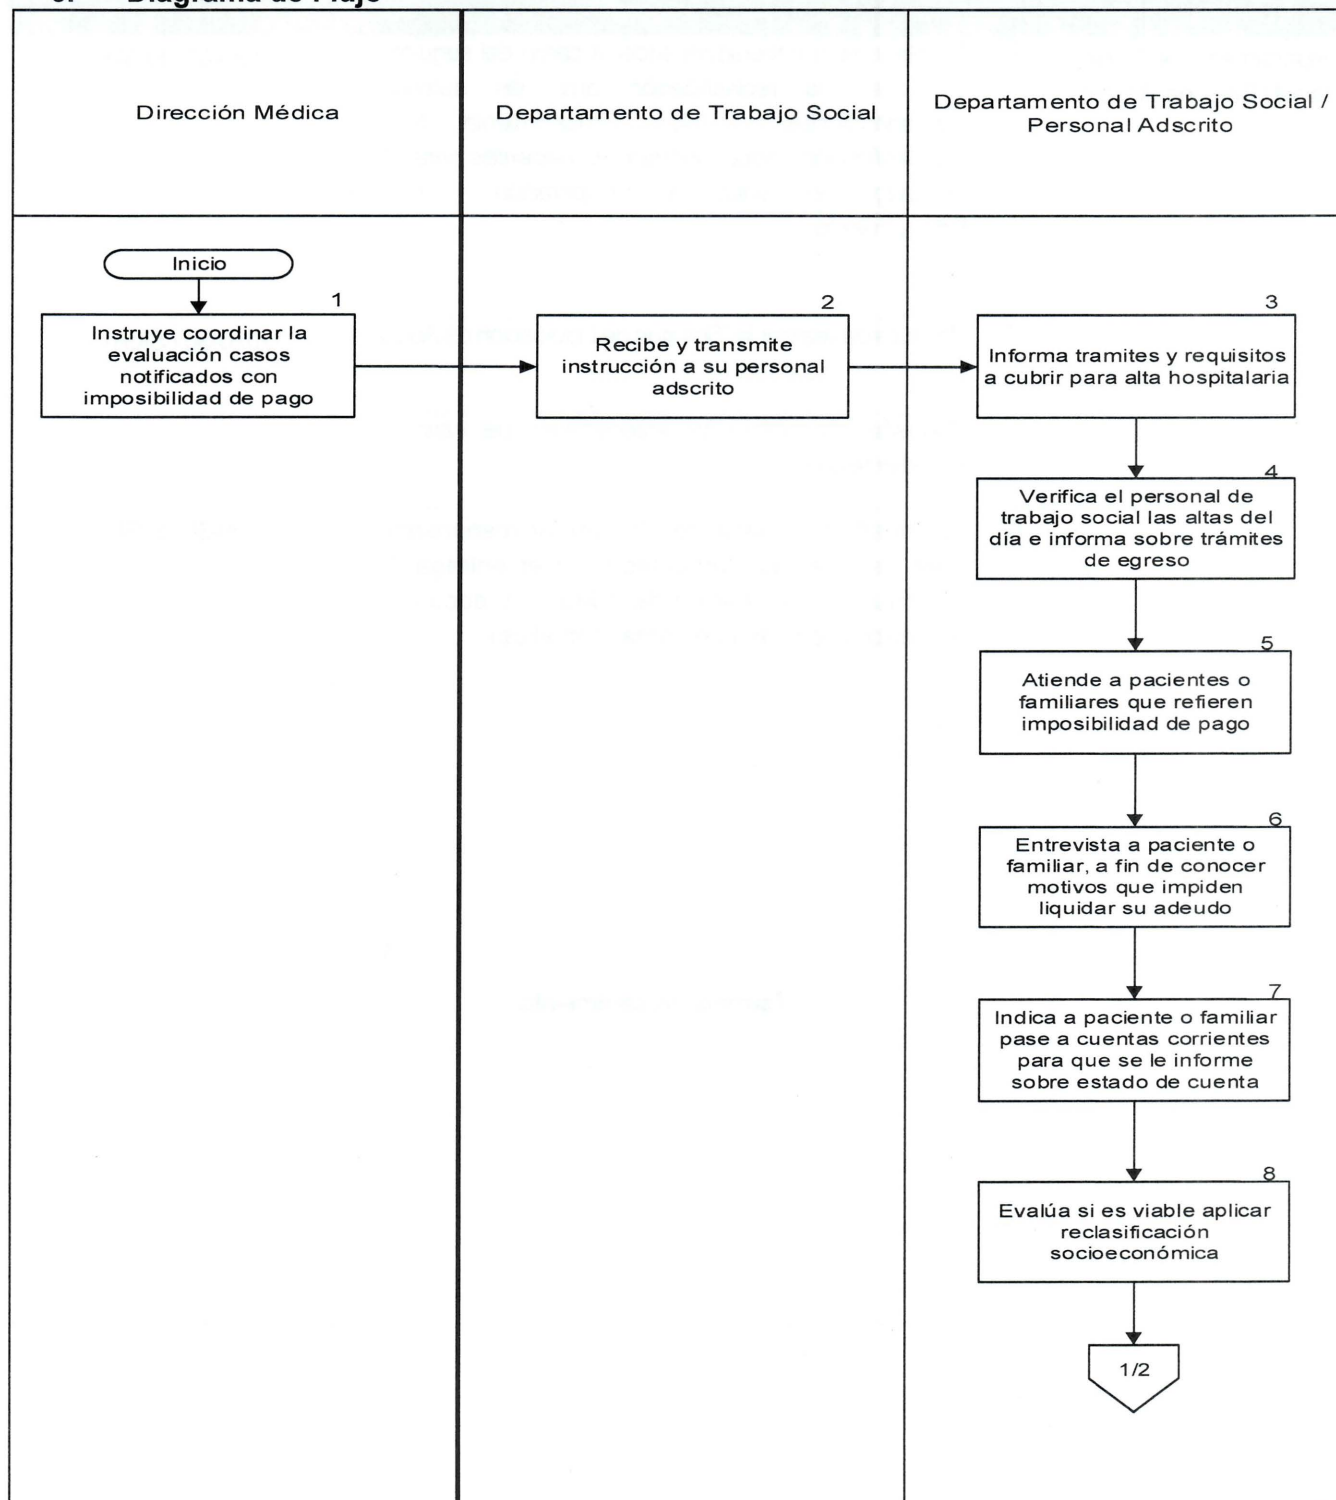 Diagrama de Flujo
Dirección Médica
Departamento de Trabajo Social
Departamento de Trabajo Social /
Personal Adscrito
Inicio
1
Instruye coordinar la
evaluación casos
notificados con
imposibilidad de pago
2
Recibe y transmite
instrucción a su personal
adscrito
3
Informa tramites y requisitos
a cubrir para alta hospitalaria
4
Verifica el personal de
trabajo social las altas del
día e informa sobre trámites
de egreso
5
Atiende a pacientes o
familiares que refieren
imposibilidad de pago
6
Entrevista a paciente o
familiar, a fin de conocer
motivos que impiden
liquidar su adeudo
7
Indica a paciente o familiar
pase a cuentas corrientes
para que se le informe
sobre estado de cuenta
8
Evalúa si es viable aplicar
reclasificación
socioeconómica
1/2